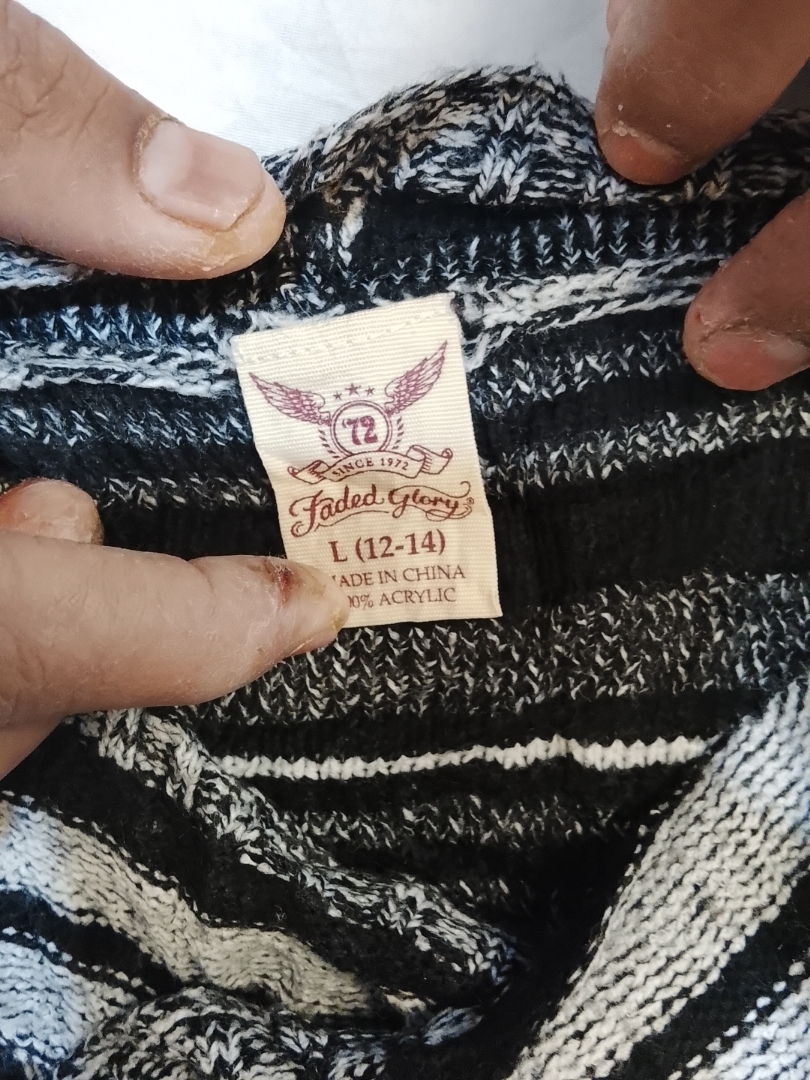 '72
SINCE 1972
Faded Glory®
L (12-14)
ADE IN CHINA
00% ACRYLIC